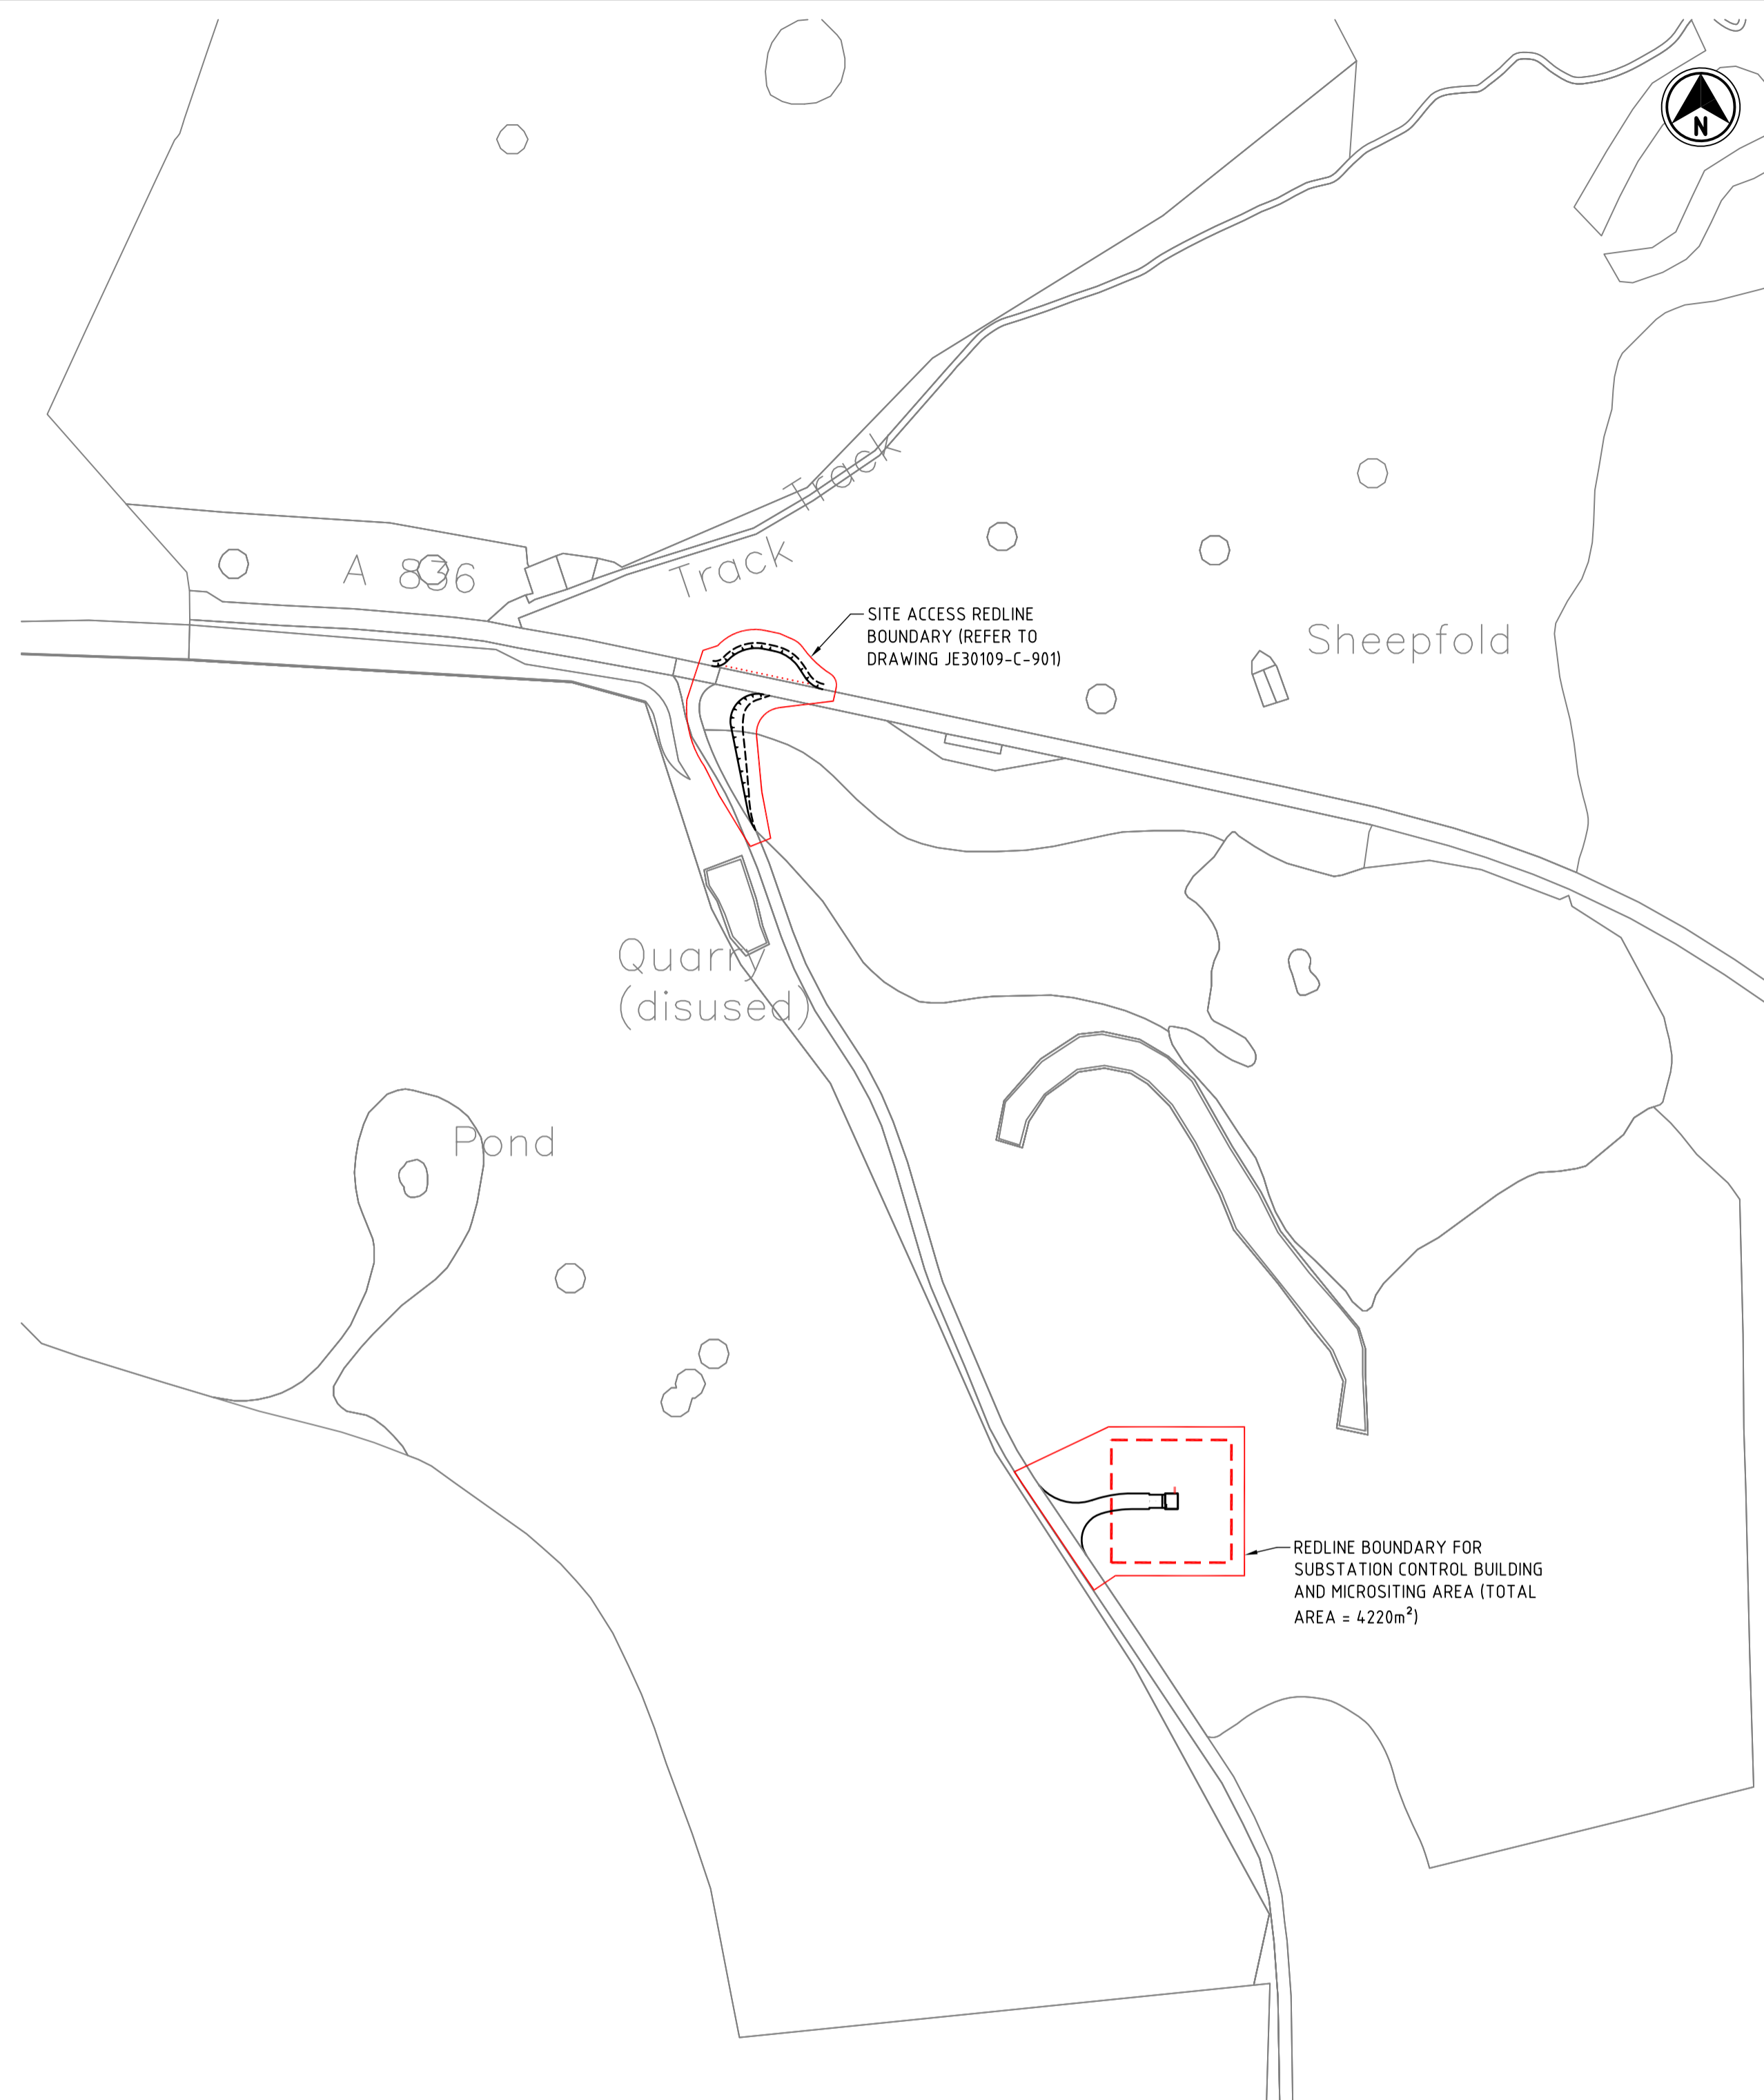 N
Track
A 836
Track
SITE ACCESS REDLINE
BOUNDARY (REFER TO
DRAWING JE30109-C-901)
Sheepfold
Quarry
(disused)
Pond
REDLINE BOUNDARY FOR
SUBSTATION CONTROL BUILDING
AND MICROSITING AREA (TOTAL
AREA = 4220m²)